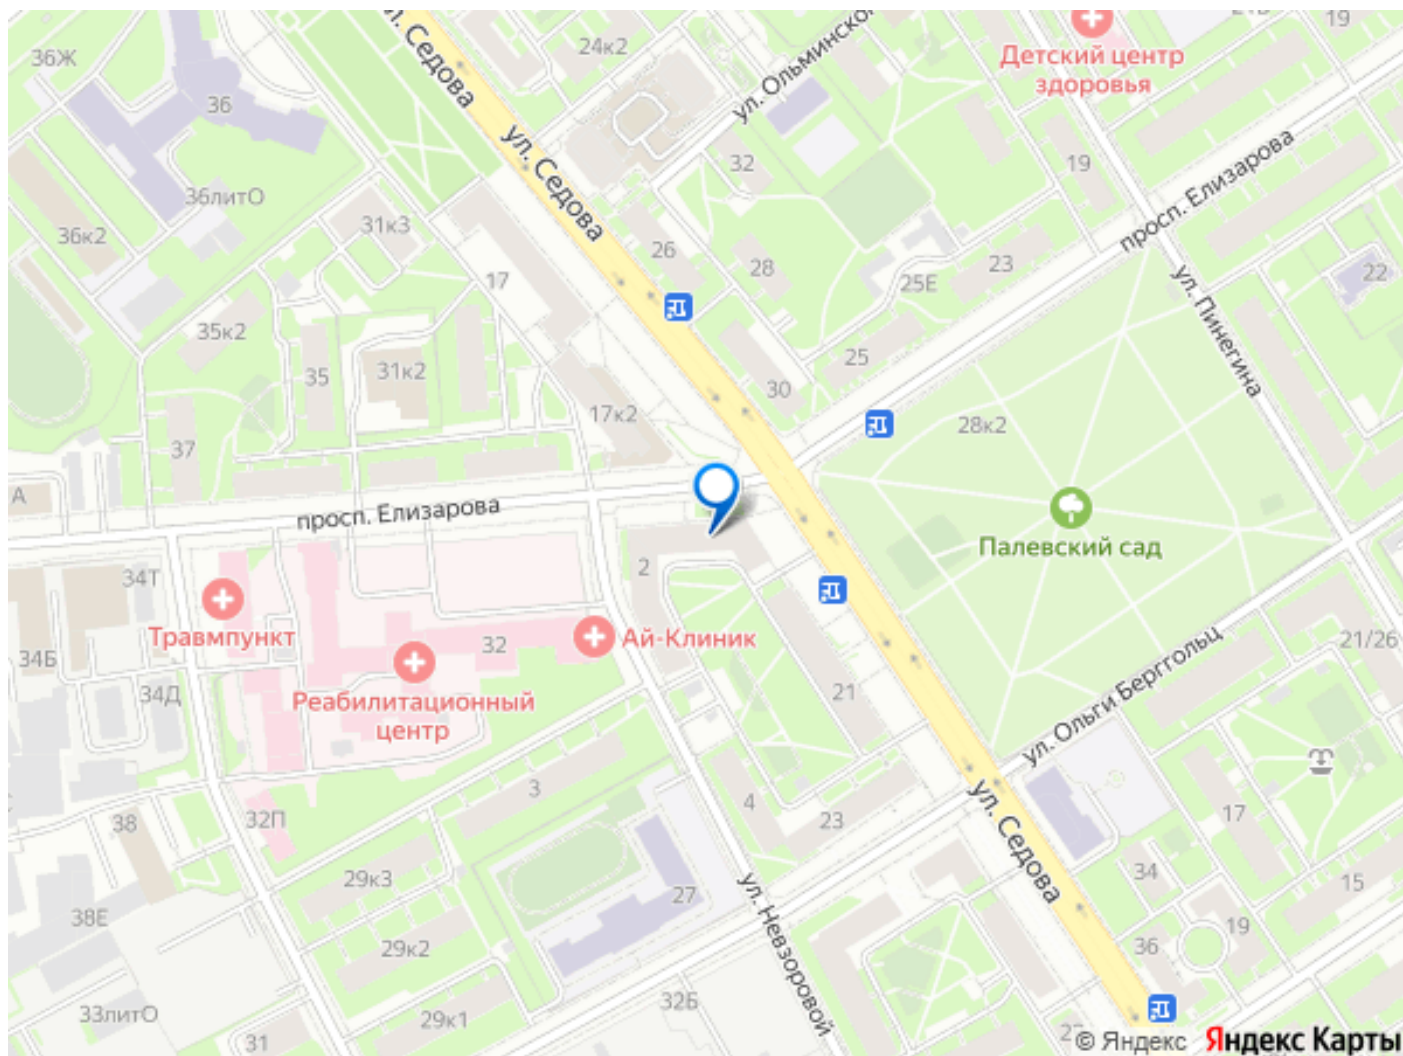 ул. Седова
24к2
ул. Ольминского
19
Детский центр
здоровья
36Ж
36
ул. Седова
32
19
просп. Елизарова
36литО
31к3
36к2
26
28
23
25Е
22
17
ул. Пинегина
35к2
35
31к2
25
30
17к2
28к2
37
А
просп. Елизарова
Палевский сад
2
34Т
Травмпункт
32
Ай-Клиник
34Б
34Д
Реабилитационный
центр
21
21/26
ул. Ольги Берггольц
3
4
23
32П
38
17
ул. Седова
29к3
27
34
15
38Е
29к2
36
19
ул. Невзоровой
33литО
29к1
32Б
31
© Яндекс Яндекс Карты